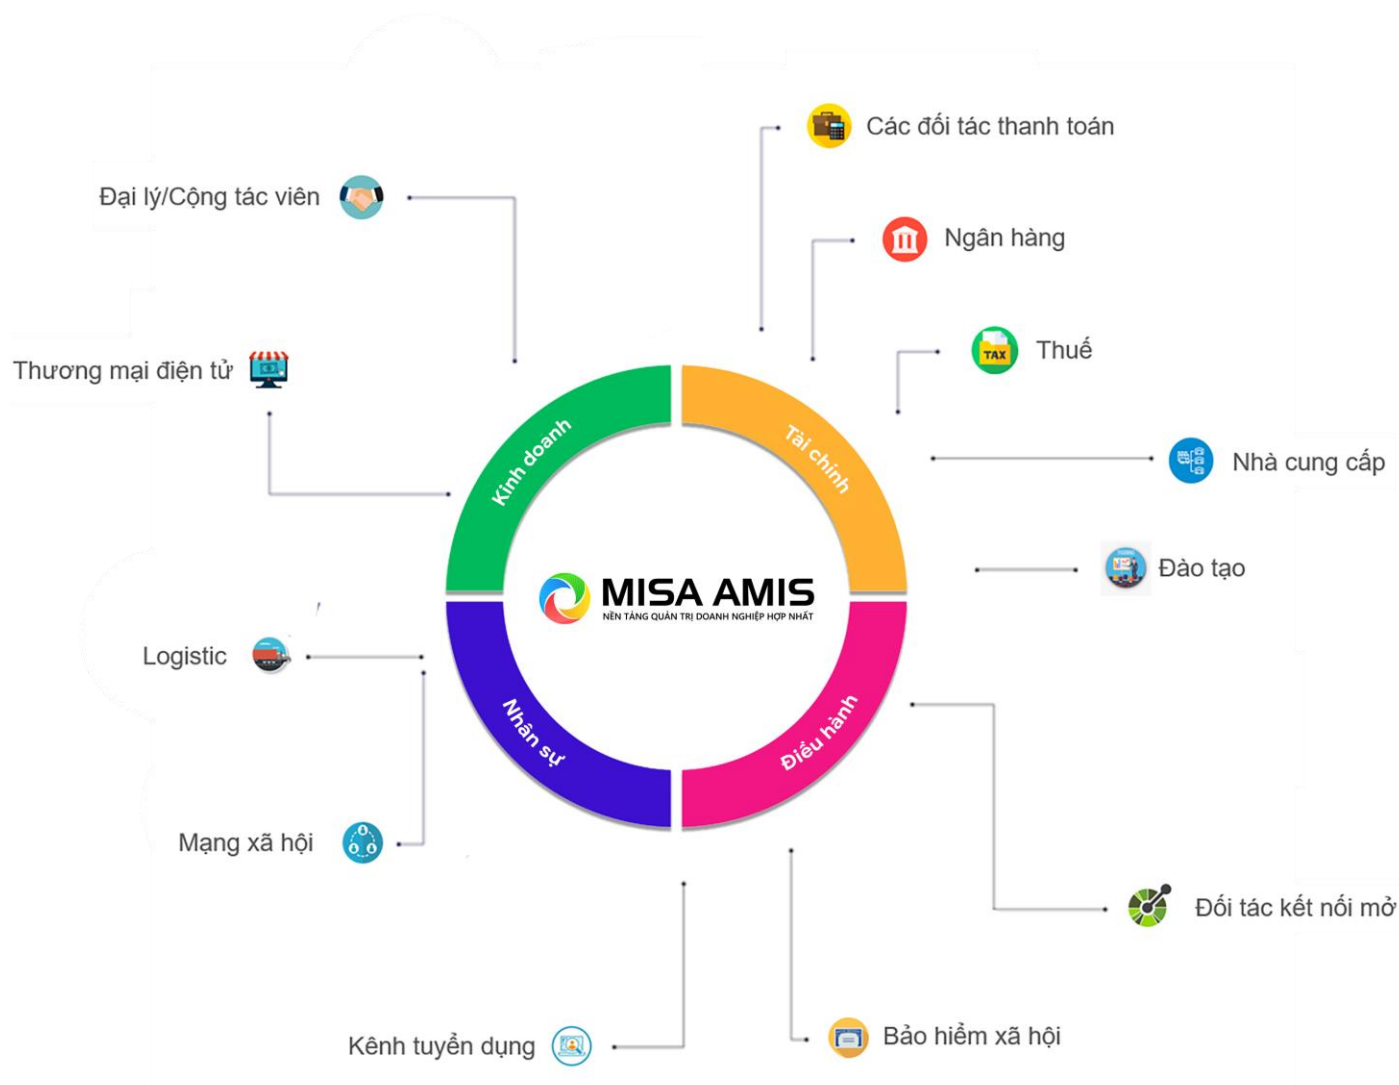 Các đối tác thanh toán
Đại lý/Cộng tác viên
Ngân hàng
Thuế
TAX
Thương mại điện tử
Kinh doanh
Tài chính
Nhà cung cấp
Đào tạo
MISA AMIS
NỀN TẢNG QUẢN TRỊ DOANH NGHIỆP HỢP NHẤT
Logistic
Nhân sự
Điều hành
Mạng xã hội
Đối tác kết nối mở
Kênh tuyển dụng
Bảo hiểm xã hội